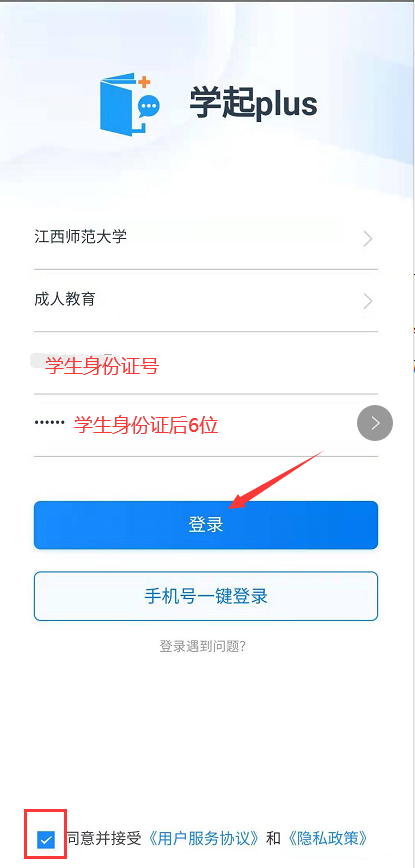 学起plus
江西师范大学
成人教育
学生身份证号
•••••• 学生身份证后6位
登录
手机号一键登录
登录遇到问题?
同意并接受《用户服务协议》和《隐私政策》